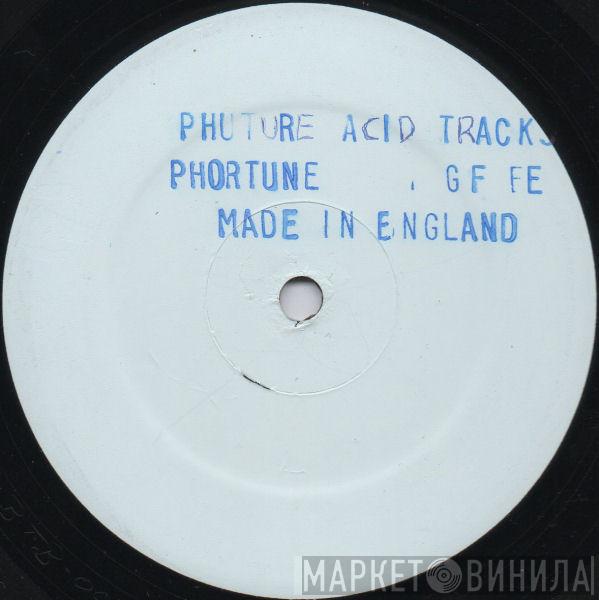 PHUTURE ACID TRACKS
PHORTUNE . GF FE
MADE IN ENGLAND
МАРКЕТ ВИНИЛА